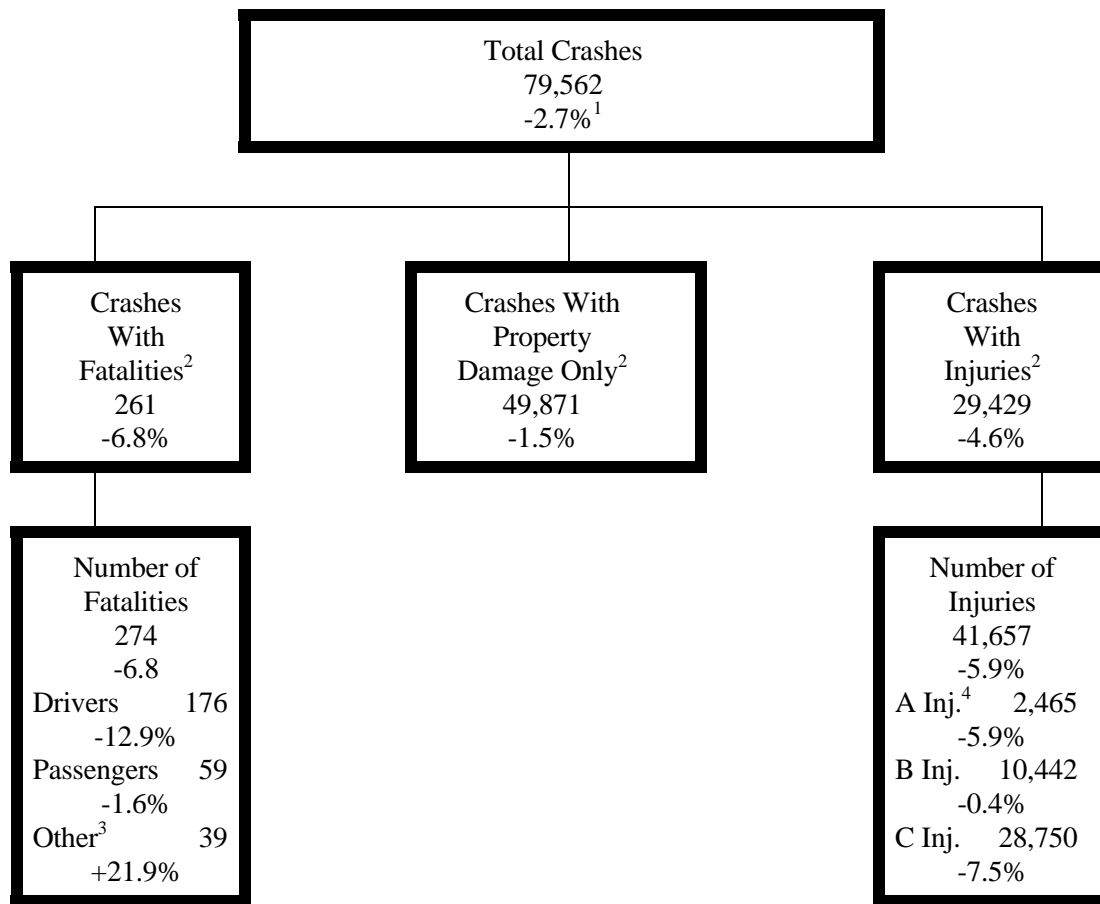 Total Crashes
79,562
-2.7%1
Crashes
With
Fatalities2
261
-6.8%
Crashes With
Property
Damage Only2
49,871
-1.5%
Crashes
With
Injuries2
29,429
-4.6%
Number of
Fatalities
274
-6.8
Drivers 176
-12.9%
Passengers 59
-1.6%
Other3 39
+21.9%
Number of
Injuries
41,657
-5.9%
A Inj.4 2,465
-5.9%
B Inj. 10,442
-0.4%
C Inj. 28,750
-7.5%